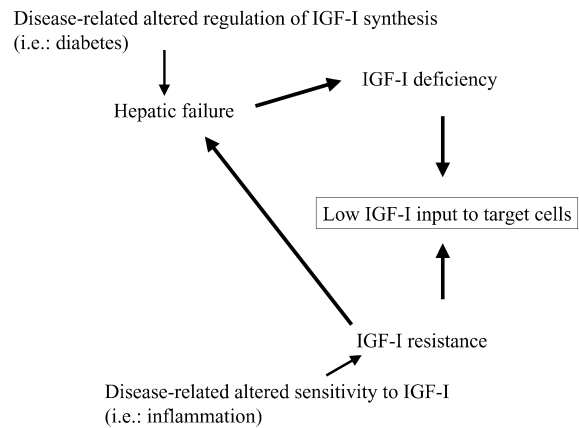 Disease-related altered regulation of IGF-I synthesis
(i.e.: diabetes)
IGF-I deficiency
Hepatic failure
Low IGF-I input to target cells
IGF-I resistance
Disease-related altered sensitivity to IGF-I
(i.e.: inflammation)